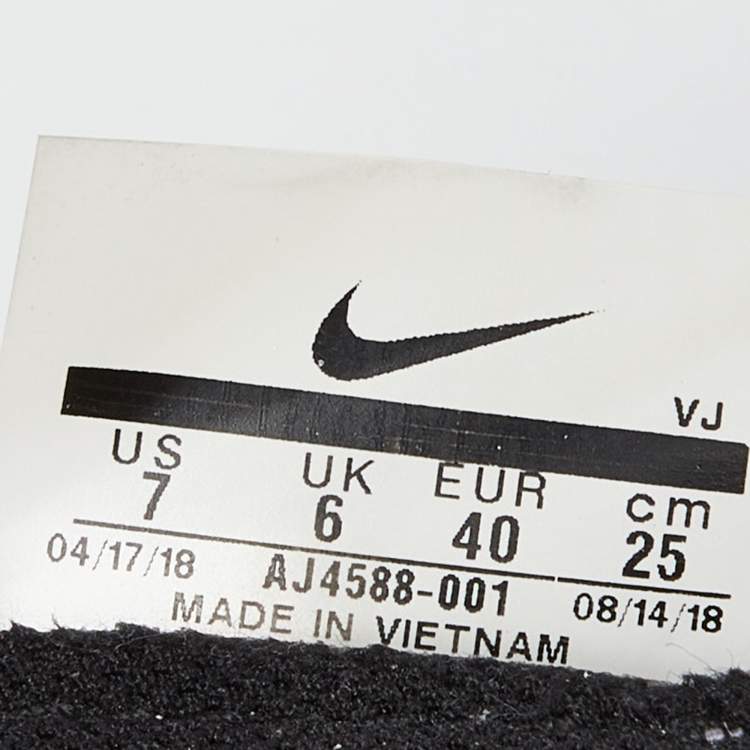 VJ
US UK EUR cm
7 6 40 25
04/17/18 AJ4588-001 08/14/18
MADE IN VIETNAM